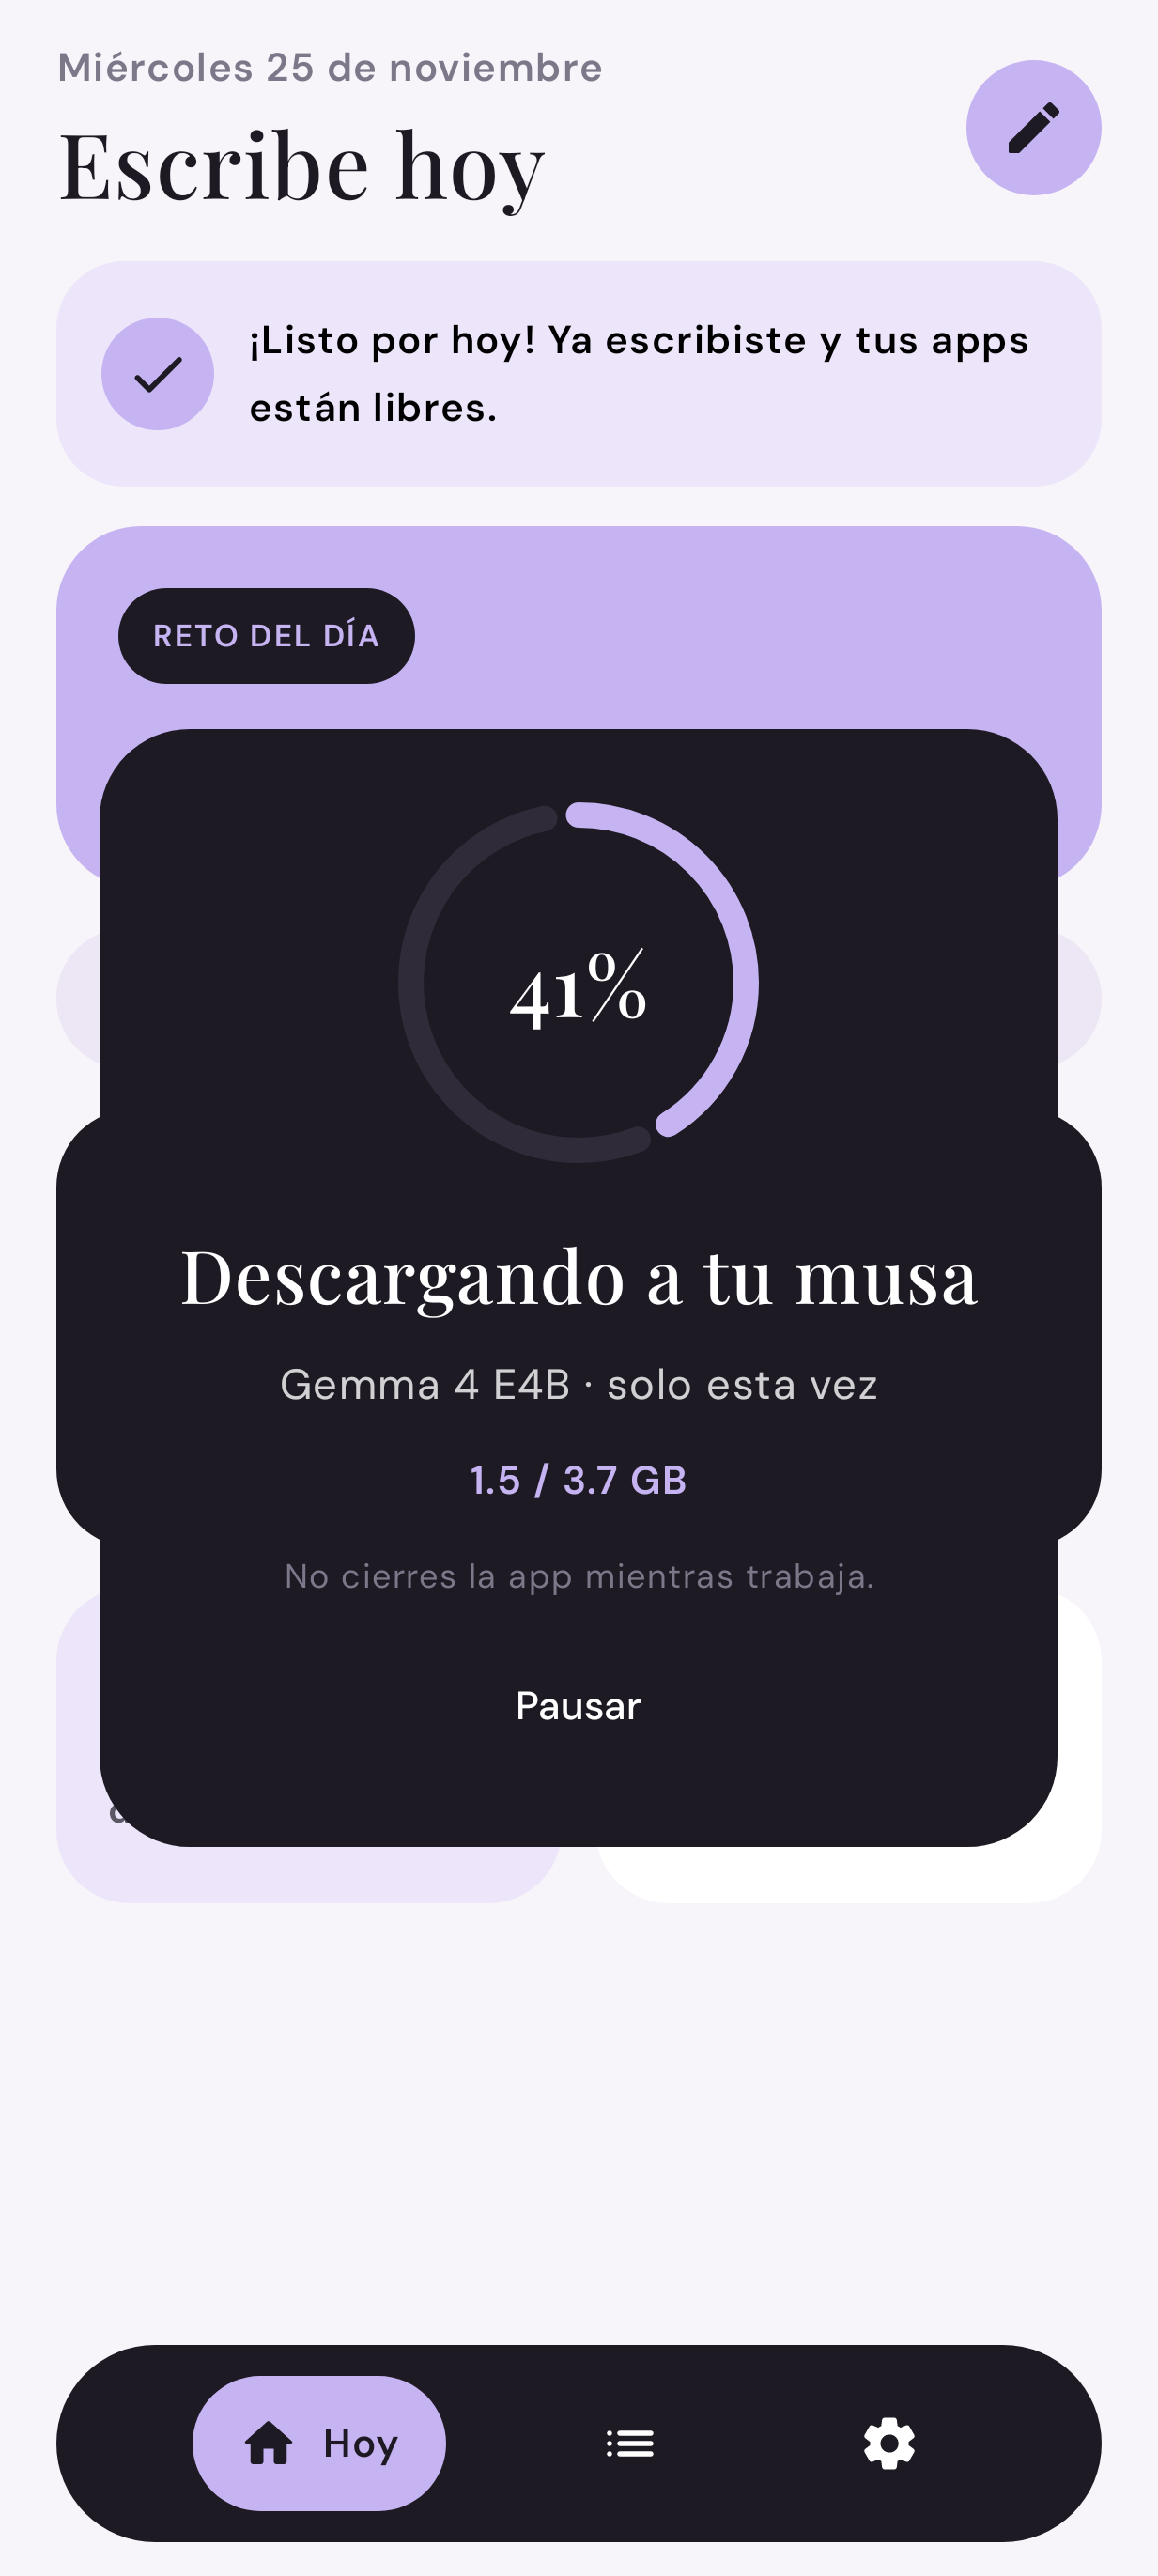 Miércoles 25 de noviembre
Escribe hoy
¡Listo por hoy! Ya escribiste y tus apps
están libres.
RETO DEL DÍA
41%
Descargando a tu musa
Gemma 4 E4B · solo esta vez
1.5 / 3.7 GB
No cierres la app mientras trabaja.
Pausar
Hoy